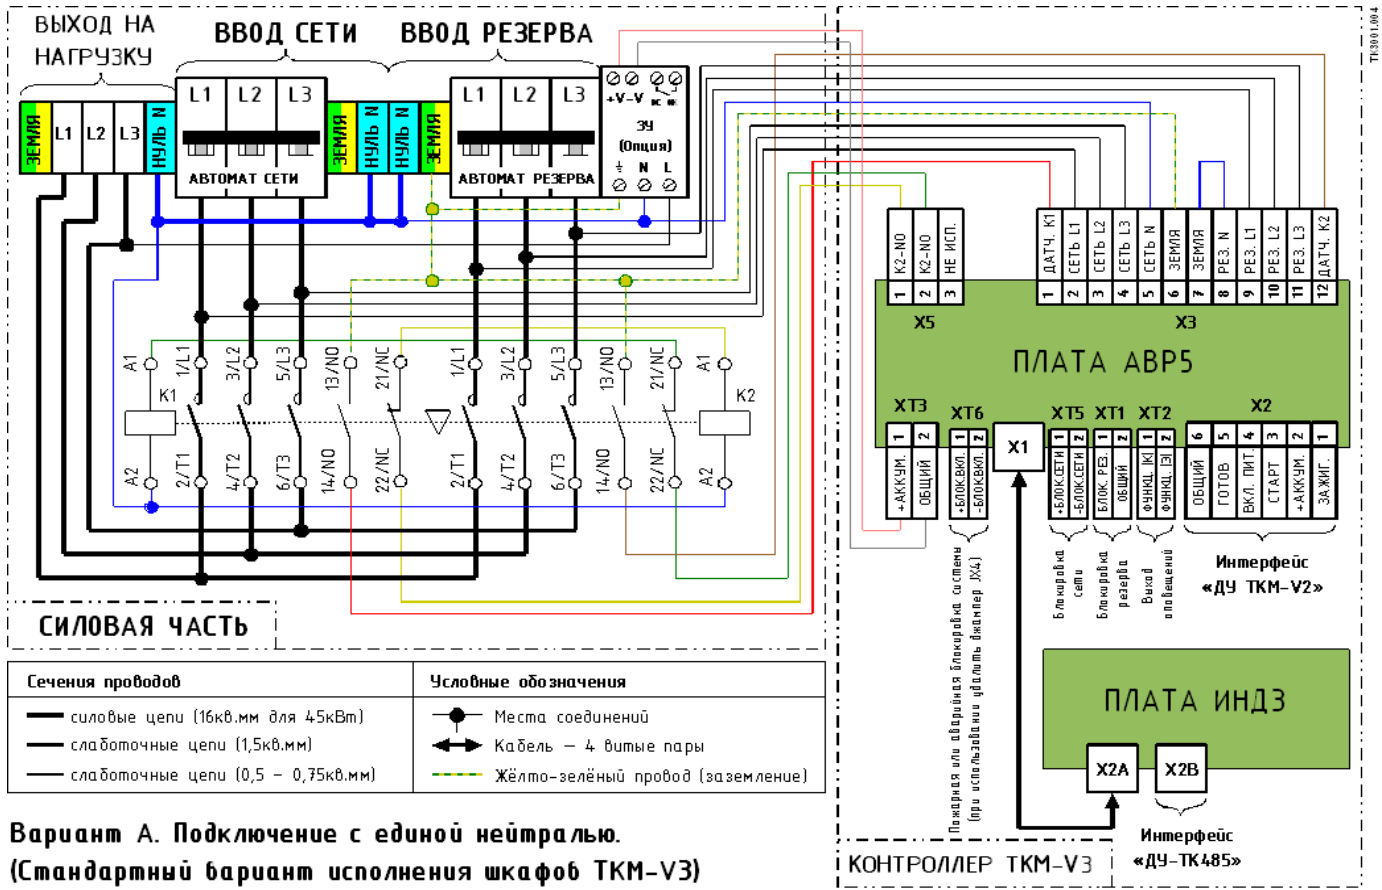 ВЫХОД НА
НАГРУЗКУ
ВВОД СЕТИ
ВВОД РЕЗЕРВА
ТК3001.004
ЗЕМЛЯ
L1
L2
L3
НУЛЬ N
L1
L2
L3
АВТОМАТ СЕТИ
ЗЕМЛЯ
НУЛЬ N
НУЛЬ N
ЗЕМЛЯ
L1
L2
L3
АВТОМАТ РЕЗЕРВА
+V-V
ЗУ
(Опция)
N
L
K2-NO
K2-NO
НЕ ИСП.
1
2
3
X5
ДАТЧ. K1
СЕТЬ L1
СЕТЬ L2
СЕТЬ L3
СЕТЬ N
ЗЕМЛЯ
ЗЕМЛЯ
РЕЗ. N
РЕЗ. L1
РЕЗ. L2
РЕЗ. L3
ДАТЧ. K2
1
2
3
4
5
6
7
8
9
10
11
12
X3
ПЛАТА АВР5
A1
1/L1
3/L2
5/L3
13/NO
21/NC
1/L1
3/L2
5/L3
13/NO
21/NC
A1
K1
K2
A2
2/T1
4/T2
6/T3
14/NO
22/NC
2/T1
4/T2
6/T3
14/NO
22/NC
A2
XT3
XT6
X1
XT5
XT1
XT2
X2
1
2
1
2
1
2
1
2
1
2
6
5
4
3
2
1
+АККУМ.
ОБЩИЙ
+БЛОК.ВКЛ.
-БЛОК.ВКЛ.
+БЛОК.СЕТИ
-БЛОК.СЕТИ
БЛОК. РЕЗ.
ОБЩИЙ
ФУНКЦ. |К|
ФУНКЦ. |Э|
ОБЩИЙ
ГОТОВ
ВКЛ. ПИТ.
СТАРТ
+АККУМ.
ЗАЖИГ.
Пожарная или аварийная блокировка системы
(при использовании удалить джампер JX4)
Блокировка
сети
Блокировка
резерва
Выход
оповещений
Интерфейс
«ДУ ТКМ-V2»
СИЛОВАЯ ЧАСТЬ
ПЛАТА ИНД3
X2A
X2B
Интерфейс
«ДУ-ТК485»
КОНТРОЛЛЕР ТКМ-V3
Сечения проводов
силовые цепи (16кв.мм для 45кВт)
слаботочные цепи (1,5кв.мм)
слаботочные цепи (0,5 – 0,75кв.мм)
Условные обозначения
Места соединений
Кабель – 4 витые пары
Жёлто-зелёный провод (заземление)
Вариант А. Подключение с единой нейтралью.
(Стандартный вариант исполнения шкафов ТКМ-V3)